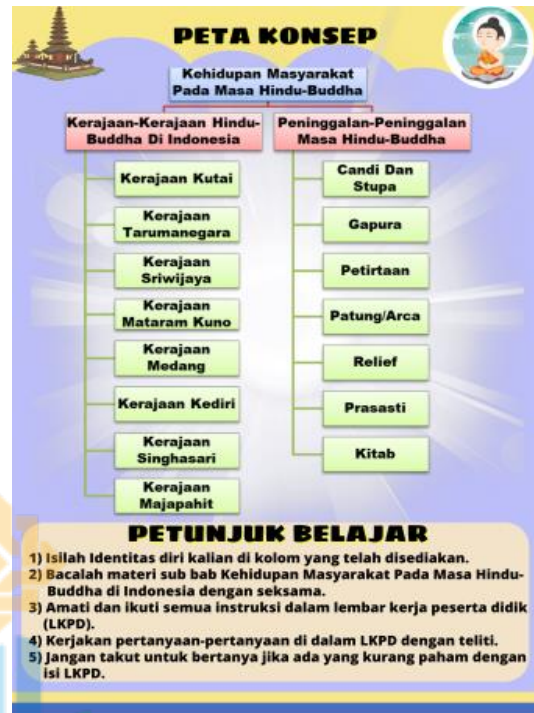 PETA KONSEP
Kehidupan Masyarakat
Pada Masa Hindu-Buddha
Kerajaan-Kerajaan Hindu-
Buddha Di Indonesia
Kerajaan Kutai
Kerajaan
Tarumanegara
Kerajaan
Sriwijaya
Kerajaan
Mataram Kuno
Kerajaan
Medang
Kerajaan Kediri
Kerajaan
Singhasari
Kerajaan
Majapahit
Peninggalan-Peninggalan
Masa Hindu-Buddha
Candi Dan
Stupa
Gapura
Petirtaan
Patung/Arca
Relief
Prasasti
Kitab
PETUNJUK BELAJAR
1) Isilah Identitas diri kalian di kolom yang telah disediakan.
2) Bacalah materi sub bab Kehidupan Masyarakat Pada Masa Hindu-
Buddha di Indonesia dengan seksama.
3) Amati dan ikuti semua instruksi dalam lembar kerja peserta didik
(LKPD).
4) Kerjakan pertanyaan-pertanyaan di dalam LKPD dengan teliti.
5) Jangan takut untuk bertanya jika ada yang kurang paham dengan
isi LKPD.